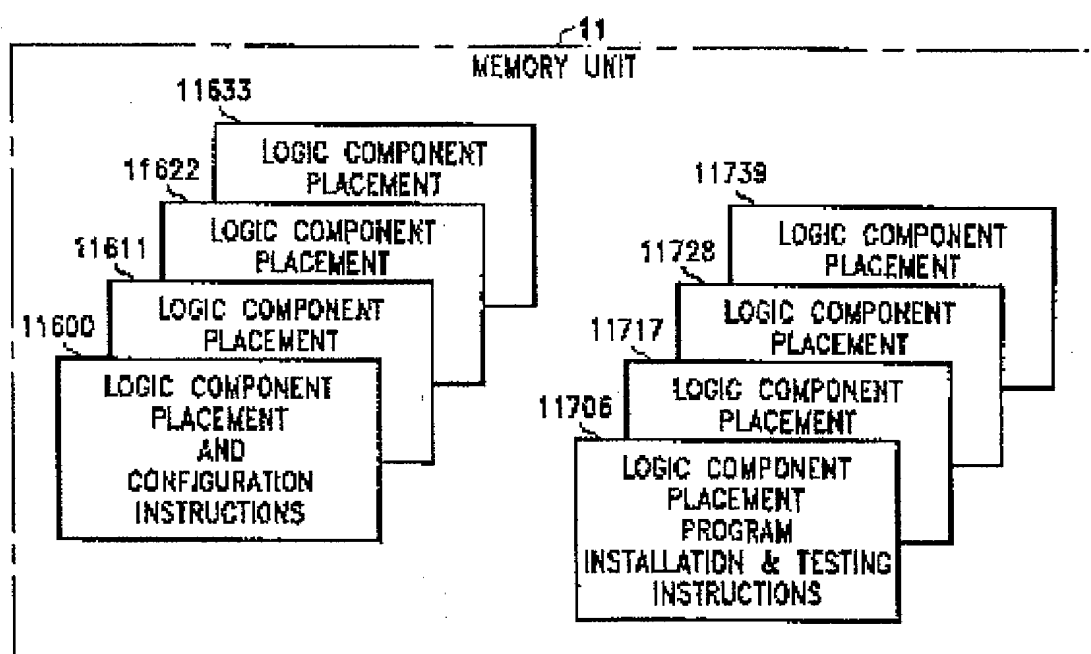 11
MEMORY UNIT
11633
LOGIC COMPONENT
PLACEMENT
11622
LOGIC COMPONENT
PLACEMENT
11611
LOGIC COMPONENT
PLACEMENT
11600
LOGIC COMPONENT
PLACEMENT
AND
CONFIGURATION
INSTRUCTIONS
11739
LOGIC COMPONENT
PLACEMENT
11728
LOGIC COMPONENT
PLACEMENT
11717
LOGIC COMPONENT
PLACEMENT
11706
LOGIC COMPONENT
PLACEMENT
PROGRAM
INSTALLATION & TESTING
INSTRUCTIONS